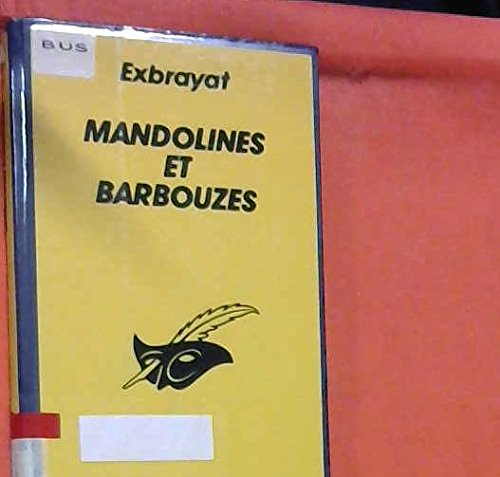 BUS
Exbrayat
MANDOLINES
ET
BARBOUZES